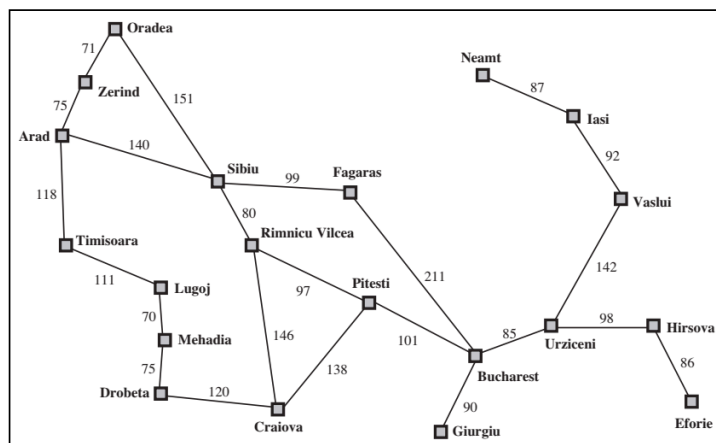 Oradea
71
Neamt
87
Zerind
151
75
Iasi
Arad
140
92
Sibiu
99
Fagaras
118
Vaslui
80
Rimnicu Vilcea
Timisoara
142
111
211
Lugoj
97
Pitesti
70
98
Hirsova
146
85
101
Urziceni
Mehadia
138
86
75
Bucharest
120
Drobeta
90
Craiova
Eforie
Giurgiu